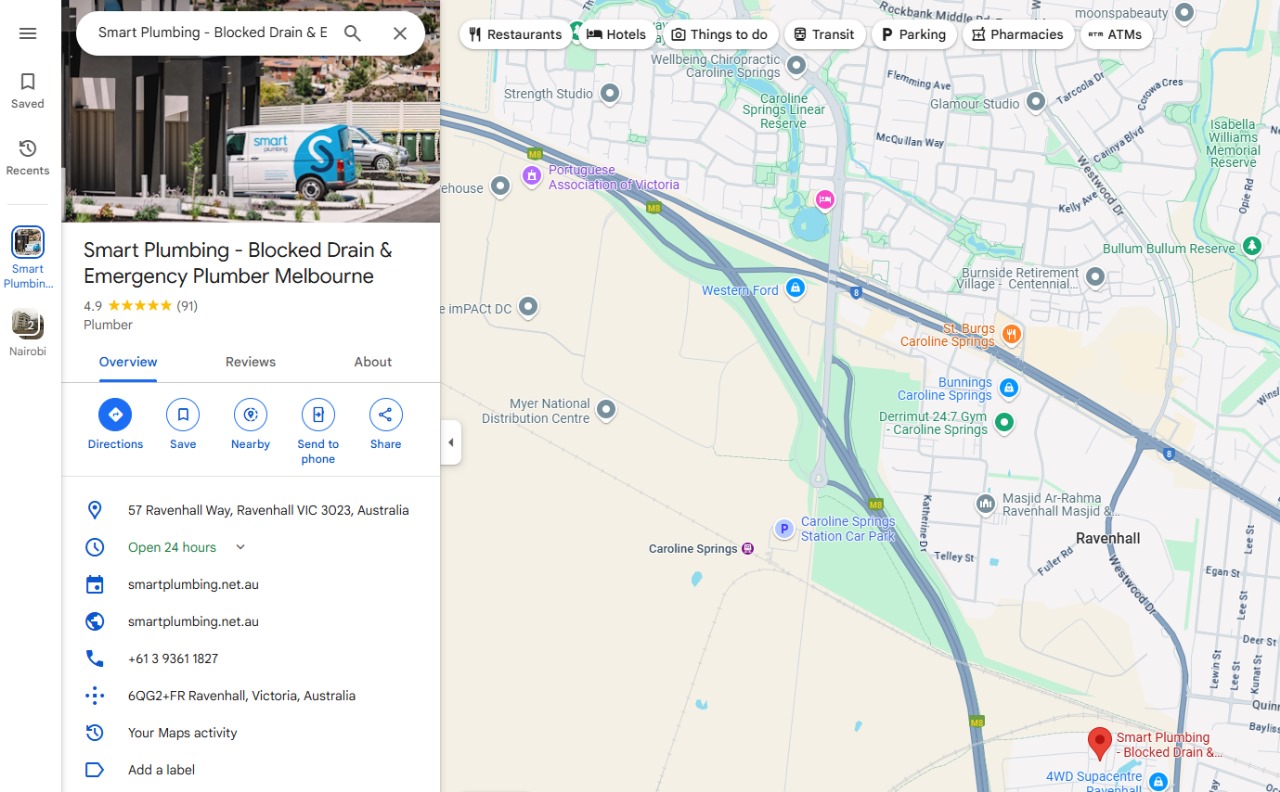 Smart Plumbing - Blocked Drain & E
Saved
Recents
Smart
Plumbin...
2
Nairobi
smart
plumbing
S
Smart Plumbing - Blocked Drain &
Emergency Plumber Melbourne
4.9 ★★★★★ (91)
Plumber
Overview
Reviews
About
Directions
Save
Nearby
Send to
phone
Share
57 Ravenhall Way, Ravenhall VIC 3023, Australia
Open 24 hours
smartplumbing.net.au
smartplumbing.net.au
+61 3 9361 1827
6QG2+FR Ravenhall, Victoria, Australia
Your Maps activity
Add a label
Restaurants
Hotels
Things to do
Transit
P Parking
Pharmacies
ATM ATMs
Rockbank Middle Rd
moonspabeauty
Wellbeing Chiropractic
Caroline Springs
Strength Studio
Caroline
Springs Linear
Reserve
Flemming Ave
Tarcoola Dr
Corowa Cres
Glamour Studio
McQuillan Way
Carinya Blvd
Isabella
Williams
Memorial
Reserve
M8
Portuguese
Association of Victoria
ehouse
M8
Westwood Dr
Kelly Ave
Opie Rd
Bullum Bullum Reserve
Burnside Retirement
Village - Centennial...
Western Ford
8
e imPACt DC
St. Burgs
Caroline Springs
Bunnings
Caroline Springs
Myer National
Distribution Centre
Derrimut 24:7 Gym
- Caroline Springs
8
M8
Masjid Ar-Rahma
Ravenhall Masjid &...
P
Caroline Springs
Station Car Park
Katherine Dr
Caroline Springs
Telley St
Fuller Rd
Ravenhall
Westwood Dr
Lee St
Egan St
Lee St
Deer St
Lewin St
Lee St
Kunat St
Quinn
Bayliss
M8
Smart Plumbing
- Blocked Drain &...
4WD Supacentre
Ravenhall